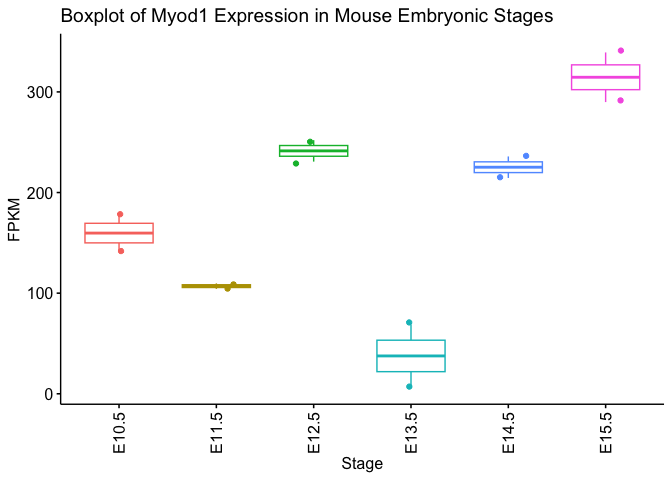 Boxplot of Myod1 Expression in Mouse Embryonic Stages
FPKM
300
200
100
0
E10.5
E11.5
E12.5
E13.5
E14.5
E15.5
Stage